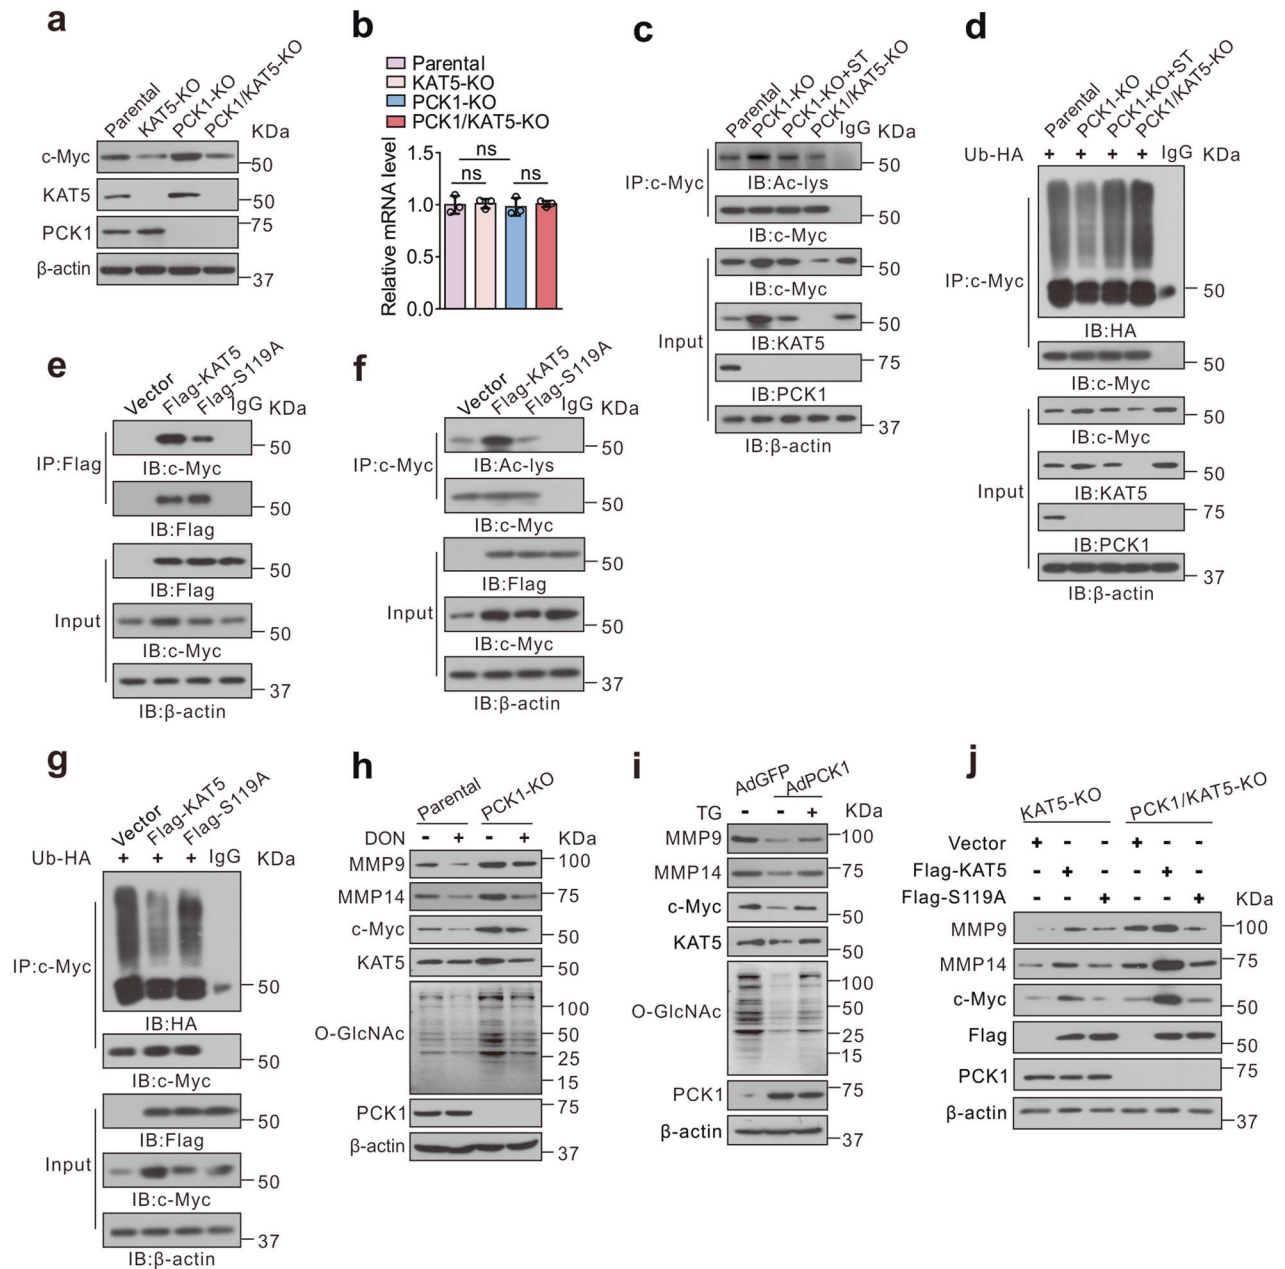 a
Parental
KAT5-KO
PCK1-KO
PCK1/KAT5-KO
KDa
c-Myc
50
KAT5
50
PCK1
75
β-actin
37
b
Parental
KAT5-KO
PCK1-KO
PCK1/KAT5-KO
Relative mRNA level
1.5
1.0
0.5
0.0
ns
ns
ns
c
Parental
PCK1-KO
PCK1-KO+ST
PCK1/KAT5-KO
IgG
KDa
IP:c-Myc
50
IB:Ac-lys
50
IB:c-Myc
Input
50
IB:c-Myc
50
IB:KAT5
75
IB:PCK1
37
IB:β-actin
d
Parental
PCK1-KO
PCK1-KO+ST
PCK1/KAT5-KO
Ub-HA + + + + IgG KDa
IP:c-Myc
50
IB:HA
50
IB:c-Myc
Input
50
IB:c-Myc
50
IB:KAT5
75
IB:PCK1
37
IB:β-actin
e
Vector
Flag-KAT5
Flag-S119A
IgG
KDa
IP:Flag
50
IB:c-Myc
50
IB:Flag
Input
50
IB:Flag
50
IB:c-Myc
37
IB:β-actin
f
Vector
Flag-KAT5
Flag-S119A
IgG
KDa
IP:c-Myc
50
IB:Ac-lys
50
IB:c-Myc
Input
50
IB:Flag
50
IB:c-Myc
37
IB:β-actin
g
Vector
Flag-KAT5
Flag-S119A
Ub-HA + + + IgG KDa
IP:c-Myc
50
IB:HA
50
IB:c-Myc
Input
50
IB:Flag
50
IB:c-Myc
37
IB:β-actin
h
Parental
PCK1-KO
DON - + - + KDa
MMP9
100
MMP14
75
c-Myc
50
KAT5
50
O-GlcNAc
100
50
25
15
PCK1
75
β-actin
37
i
AdGFP
AdPCK1
TG - - + KDa
MMP9
100
MMP14
75
c-Myc
50
KAT5
50
O-GlcNAc
100
50
25
15
PCK1
75
β-actin
37
j
KAT5-KO
PCK1/KAT5-KO
Vector + - - + - -
Flag-KAT5 - + - - + -
Flag-S119A - - + - - + KDa
MMP9
100
MMP14
75
c-Myc
50
Flag
50
PCK1
75
β-actin
37